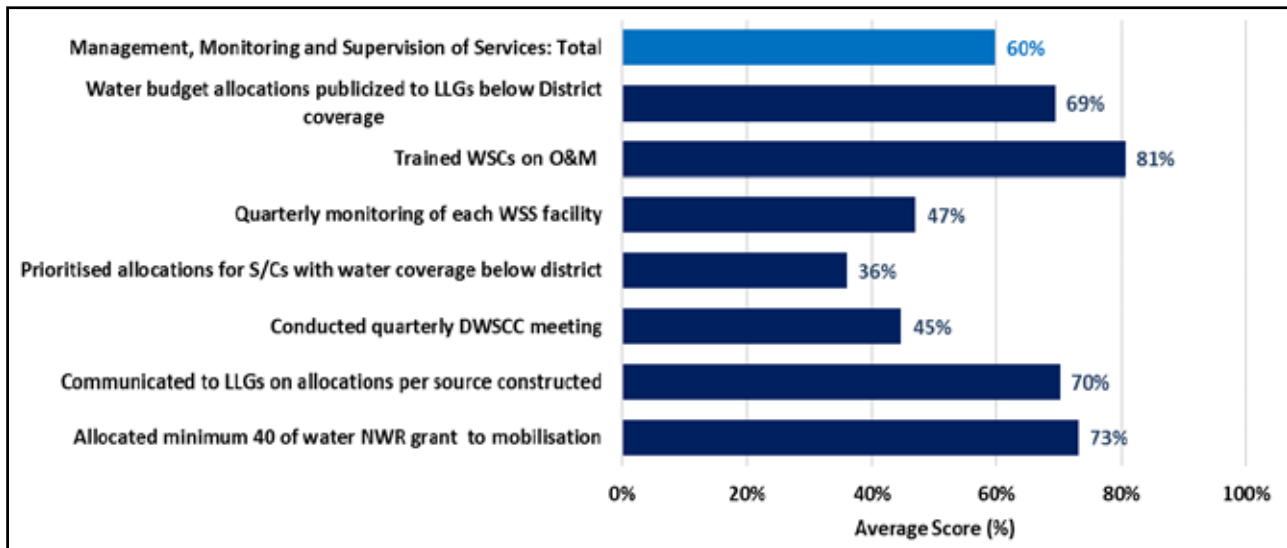 Management, Monitoring and Supervision of Services: Total
60%
Water budget allocations publicized to LLGs below District
coverage
69%
Trained WSCs on O&M
81%
Quarterly monitoring of each WSS facility
47%
Prioritised allocations for S/Cs with water coverage below district
36%
Conducted quarterly DWSCC meeting
45%
Communicated to LLGs on allocations per source constructed
70%
Allocated minimum 40 of water NWR grant to mobilisation
73%
0% 20% 40% 60% 80% 100%
Average Score (%)